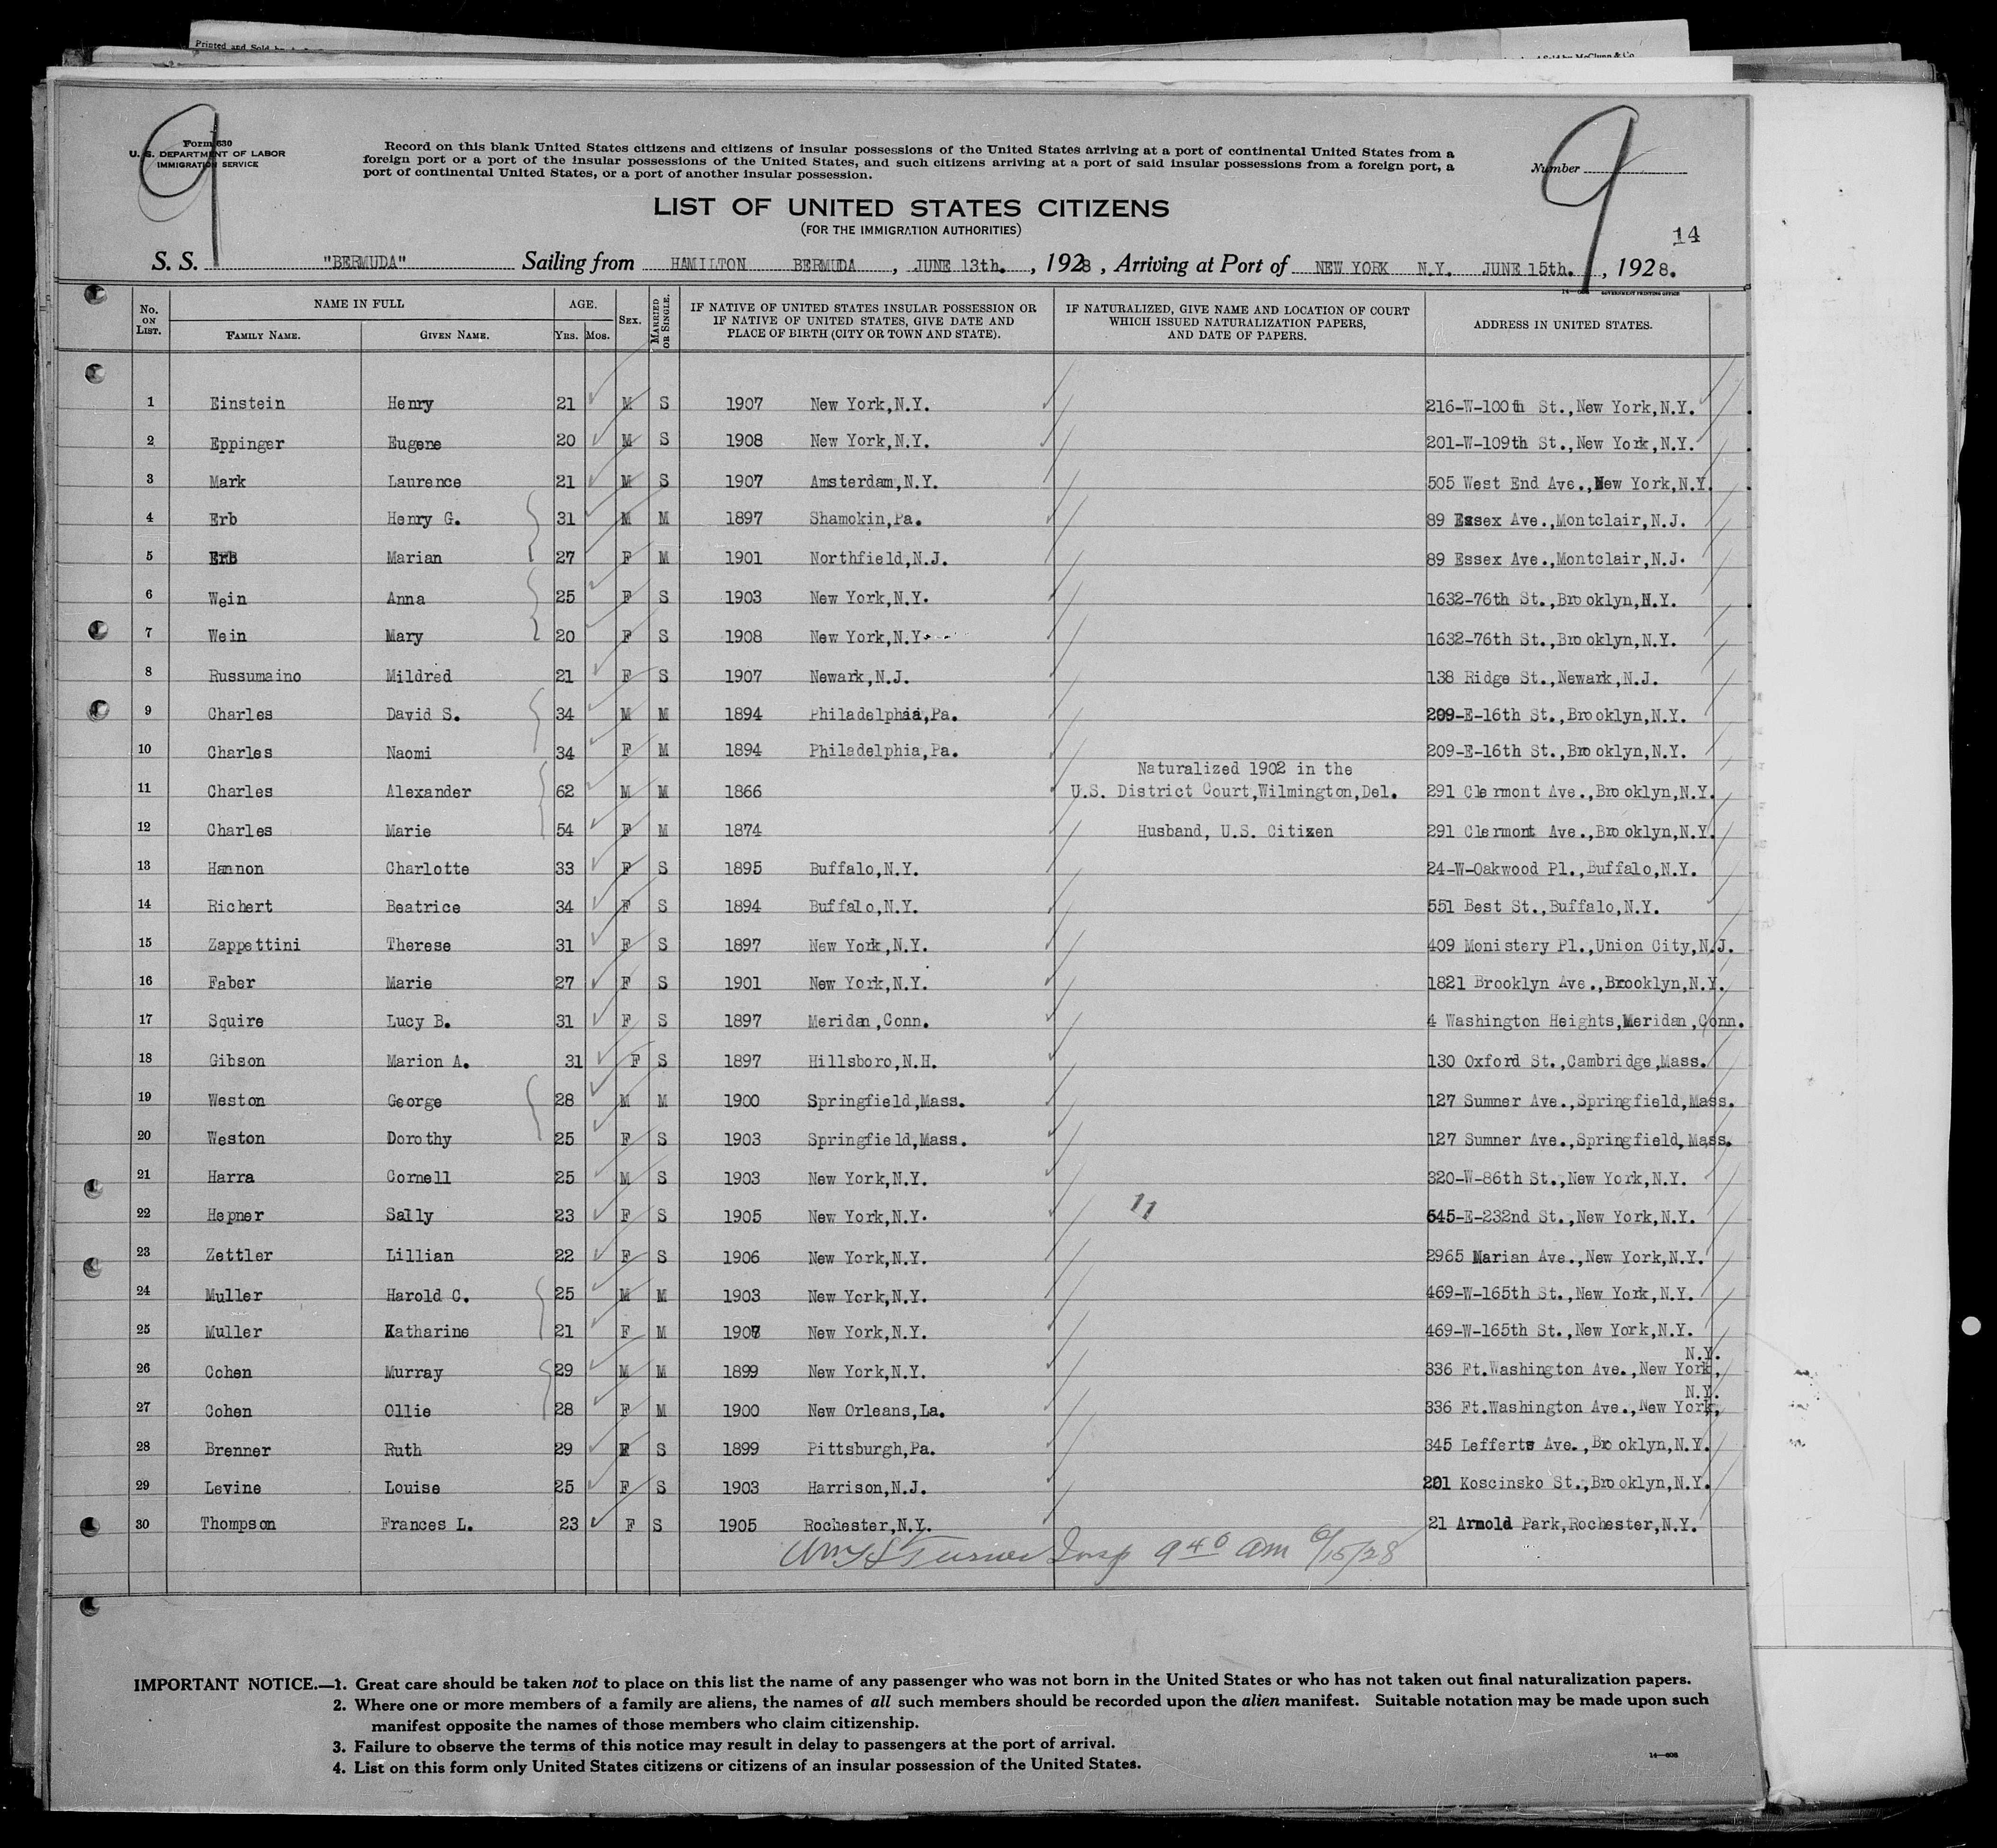 Printed and Sold by
d Sold by McClunn & Co
9
9
Form 630
U. S. DEPARTMENT OF LABOR
IMMIGRATION SERVICE
Record on this blank United States citizens and citizens of insular possessions of the United States arriving at a port of continental United States from a
foreign port or a port of the insular possessions of the United States, and such citizens arriving at a port of said insular possessions from a foreign port, a
port of continental United States, or a port of another insular possession.
Number
LIST OF UNITED STATES CITIZENS
(FOR THE IMMIGRATION AUTHORITIES)
14
S. S. "BERMUDA" Sailing from HAMILTON BERMUDA, JUNE 13th., 1928, Arriving at Port of NEW YORK N.Y. JUNE 15th., 1928.
GOVERNMENT PRINTING OFFICE
No. ON LIST. NAME IN FULL FAMILY NAME. GIVEN NAME. AGE. YRS. MOS. SEX. MARRIED OR SINGLE. IF NATIVE OF UNITED STATES INSULAR POSSESSION OR IF NATIVE OF UNITED STATES, GIVE DATE AND PLACE OF BIRTH (CITY OR TOWN AND STATE). IF NATURALIZED, GIVE NAME AND LOCATION OF COURT WHICH ISSUED NATURALIZATION PAPERS, AND DATE OF PAPERS. ADDRESS IN UNITED STATES.
1 Einstein Henry 21 M S 1907 New York,N.Y. 216-W-100th St.,New York,N.Y.
2 Eppinger Eugene 20 M S 1908 New York,N.Y. 201-W-109th St.,New York,N.Y.
3 Mark Laurence 21 M S 1907 Amsterdam,N.Y. 505 West End Ave.,New York,N.Y.
4 Erb Henry G. 31 M M 1897 Shamokin,Pa. 89 Essex Ave.,Montclair,N.J.
5 ErB Marian 27 F M 1901 Northfield,N.J. 89 Essex Ave.,Montclair,N.J.
6 Wein Anna 25 F S 1903 New York,N.Y. 1632-76th St.,Brooklyn,N.Y.
7 Wein Mary 20 F S 1908 New York,N.Y. 1632-76th St.,Brooklyn,N.Y.
8 Russumaino Mildred 21 F S 1907 Newark,N.J. 138 Ridge St.,Newark,N.J.
9 Charles David S. 34 M M 1894 Philadelphia,Pa. 209-E-16th St.,Brooklyn,N.Y.
10 Charles Naomi 34 F M 1894 Philadelphia,Pa. 209-E-16th St.,Brooklyn,N.Y.
Naturalized 1902 in the
11 Charles Alexander 62 M M 1866 U.S. District Court,Wilmington,Del. 291 Clermont Ave.,Brooklyn,N.Y.
12 Charles Marie 54 F M 1874 Husband, U.S. Citizen 291 Clermont Ave.,Brooklyn,N.Y.
13 Hannon Charlotte 33 F S 1895 Buffalo,N.Y. 24-W-Oakwood Pl.,Buffalo,N.Y.
14 Richert Beatrice 34 F S 1894 Buffalo,N.Y. 551 Best St.,Buffalo,N.Y.
15 Zappettini Therese 31 F S 1897 New York,N.Y. 409 Monistery Pl.,Union City,N.J.
16 Faber Marie 27 F S 1901 New York,N.Y. 1821 Brooklyn Ave.,Brooklyn,N.Y.
17 Squire Lucy B. 31 F S 1897 Meridan,Conn. 4 Washington Heights,Meridan,Conn.
18 Gibson Marion A. 31 F S 1897 Hillsboro,N.H. 130 Oxford St.,Cambridge,Mass.
19 Weston George 28 M M 1900 Springfield,Mass. 127 Sumner Ave.,Springfield,Mass.
20 Weston Dorothy 25 F S 1903 Springfield,Mass. 127 Sumner Ave.,Springfield,Mass.
21 Harra Cornell 25 M S 1903 New York,N.Y. 320-W-86th St.,New York,N.Y.
11
22 Hepner Sally 23 F S 1905 New York,N.Y. 645-E-232nd St.,New York,N.Y.
23 Zettler Lillian 22 F S 1906 New York,N.Y. 2965 Marian Ave.,New York,N.Y.
24 Muller Harold C. 25 M M 1903 New York,N.Y. 469-W-165th St.,New York,N.Y.
25 Muller Katharine 21 F M 1907 New York,N.Y. 469-W-165th St.,New York,N.Y.
N.Y.
26 Cohen Murray 29 M M 1899 New York,N.Y. 336 Ft.Washington Ave.,New York,
N.Y.
27 Cohen Ollie 28 F M 1900 New Orleans,La. 336 Ft.Washington Ave.,New York,
28 Brenner Ruth 29 F S 1899 Pittsburgh,Pa. 345 Lefferts Ave.,Brooklyn,N.Y.
29 Levine Louise 25 F S 1903 Harrison,N.J. 201 Koscinsko St.,Brooklyn,N.Y.
30 Thompson Frances L. 23 F S 1905 Rochester,N.Y. 21 Arnold Park,Rochester,N.Y.
Turner Insp 9 40 am 6/15/28
IMPORTANT NOTICE.—1. Great care should be taken not to place on this list the name of any passenger who was not born in the United States or who has not taken out final naturalization papers.
2. Where one or more members of a family are aliens, the names of all such members should be recorded upon the alien manifest. Suitable notation may be made upon such
manifest opposite the names of those members who claim citizenship.
3. Failure to observe the terms of this notice may result in delay to passengers at the port of arrival.
4. List on this form only United States citizens or citizens of an insular possession of the United States.